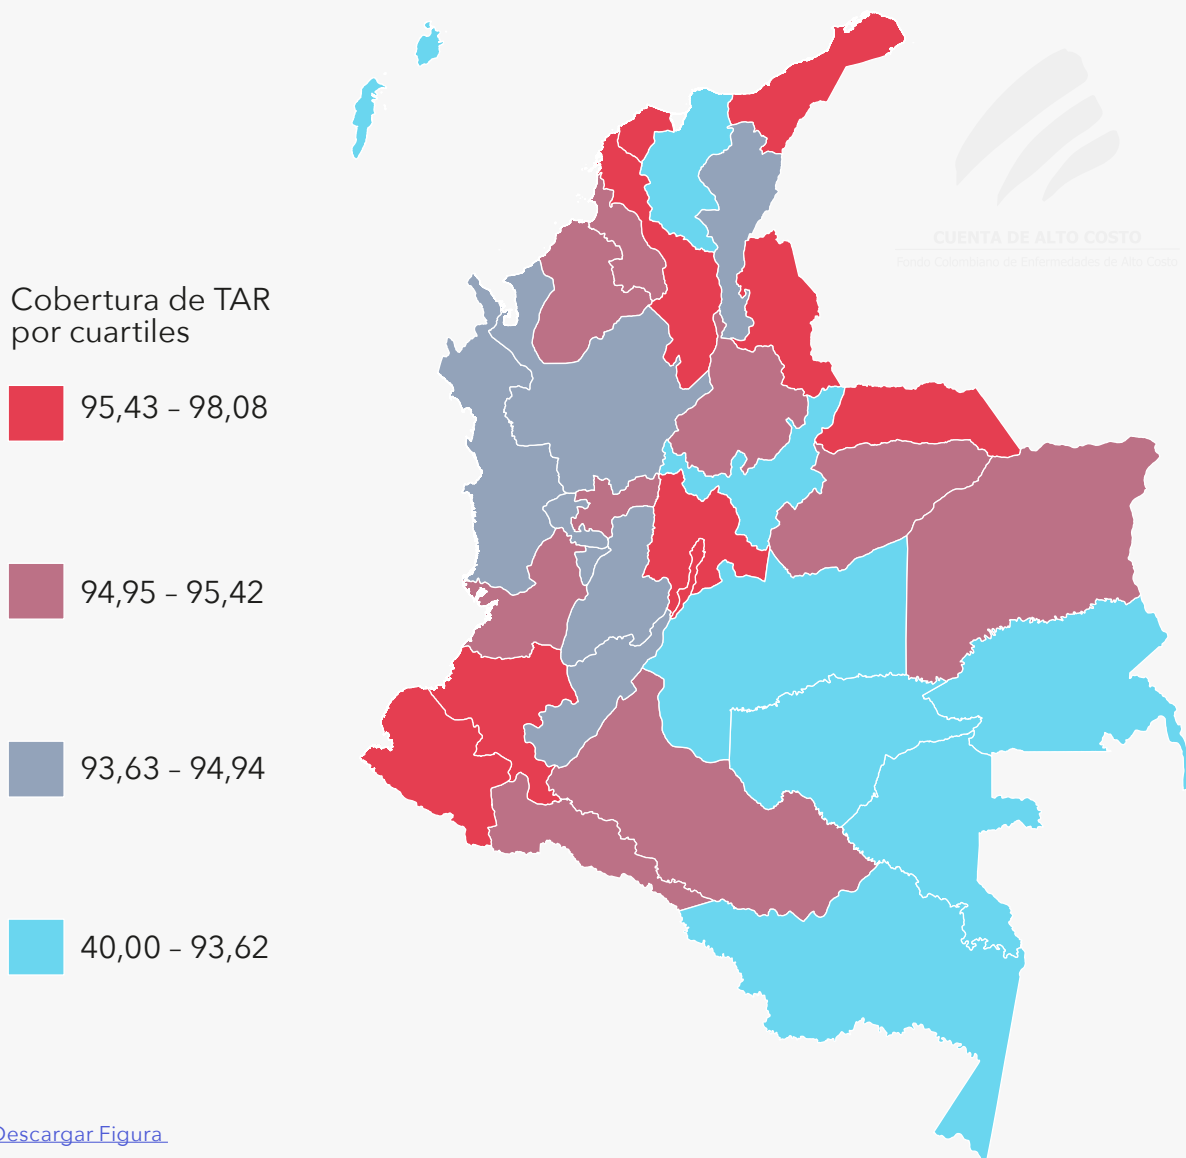 CUENTA DE ALTO COSTO
Fondo Colombiano de Enfermedades de Alto Costo
Cobertura de TAR
por cuartiles
95,43 – 98,08
94,95 – 95,42
93,63 – 94,94
40,00 – 93,62
Descargar Figura